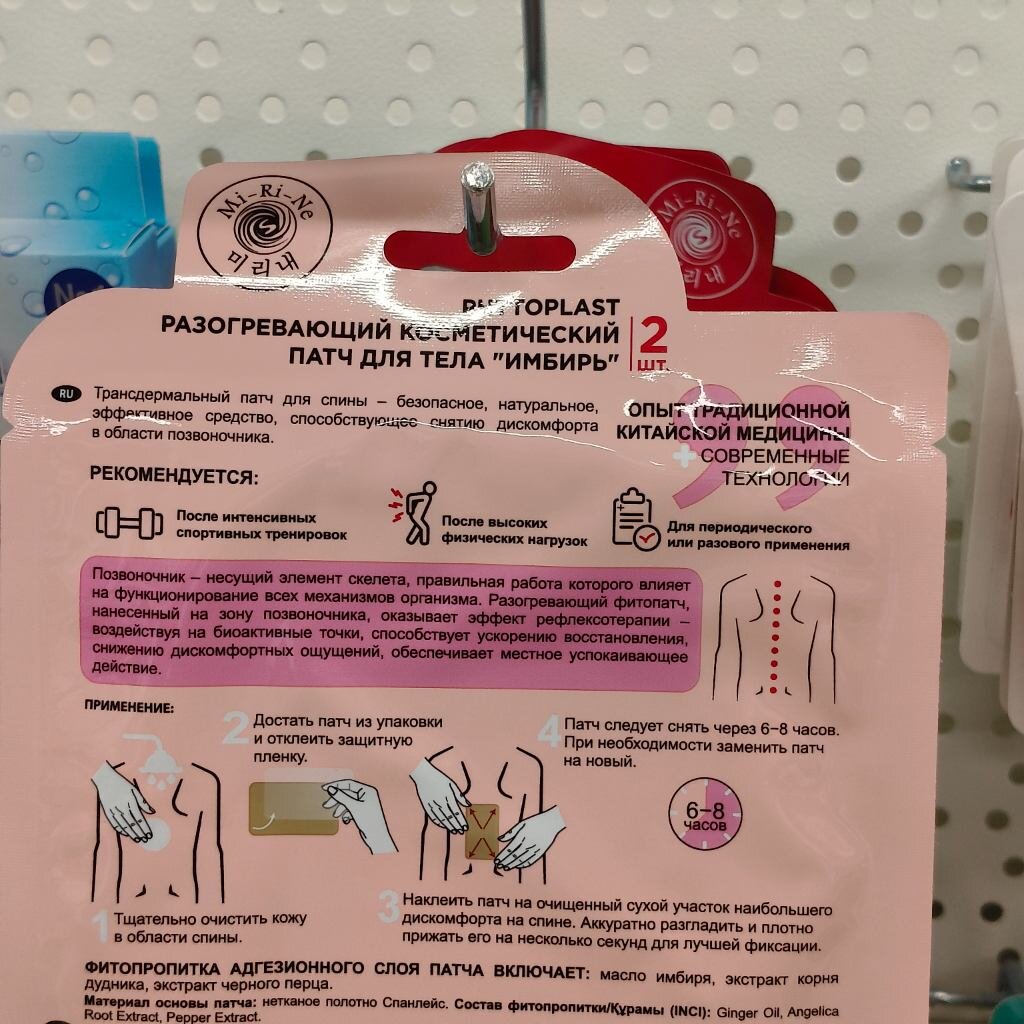 Mi-Ri-Ne
미리내
Mi-Ri-Ne
PHYTOPLAST
РАЗОГРЕВАЮЩИЙ КОСМЕТИЧЕСКИЙ
ПАТЧ ДЛЯ ТЕЛА "ИМБИРЬ"
2
ШТ.
RU
Трансдермальный патч для спины – безопасное, натуральное,
эффективное средство, способствующее снятию дискомфорта
в области позвоночника.
ОПЫТ ТРАДИЦИОННОЙ
КИТАЙСКОЙ МЕДИЦИНЫ
+ СОВРЕМЕННЫЕ
ТЕХНОЛОГИИ
РЕКОМЕНДУЕТСЯ:
После интенсивных
спортивных тренировок
После высоких
физических нагрузок
Для периодического
или разового применения
Позвоночник – несущий элемент скелета, правильная работа которого влияет
на функционирование всех механизмов организма. Разогревающий фитопатч,
нанесенный на зону позвоночника, оказывает эффект рефлексотерапии –
воздействуя на биоактивные точки, способствует ускорению восстановления,
снижению дискомфортных ощущений, обеспечивает местное успокаивающее
действие.
ПРИМЕНЕНИЕ:
1 Тщательно очистить кожу
в области спины.
2 Достать патч из упаковки
и отклеить защитную
пленку.
3 Наклеить патч на очищенный сухой участок наибольшего
дискомфорта на спине. Аккуратно разгладить и плотно
прижать его на несколько секунд для лучшей фиксации.
4 Патч следует снять через 6–8 часов.
При необходимости заменить патч
на новый.
6–8
часов
ФИТОПРОПИТКА АДГЕЗИОННОГО СЛОЯ ПАТЧА ВКЛЮЧАЕТ: масло имбиря, экстракт корня
дудника, экстракт черного перца.
Материал основы патча: нетканое полотно Спанлейс. Состав фитопропитки/Құрамы (INCI): Ginger Oil, Angelica
Root Extract, Pepper Extract.